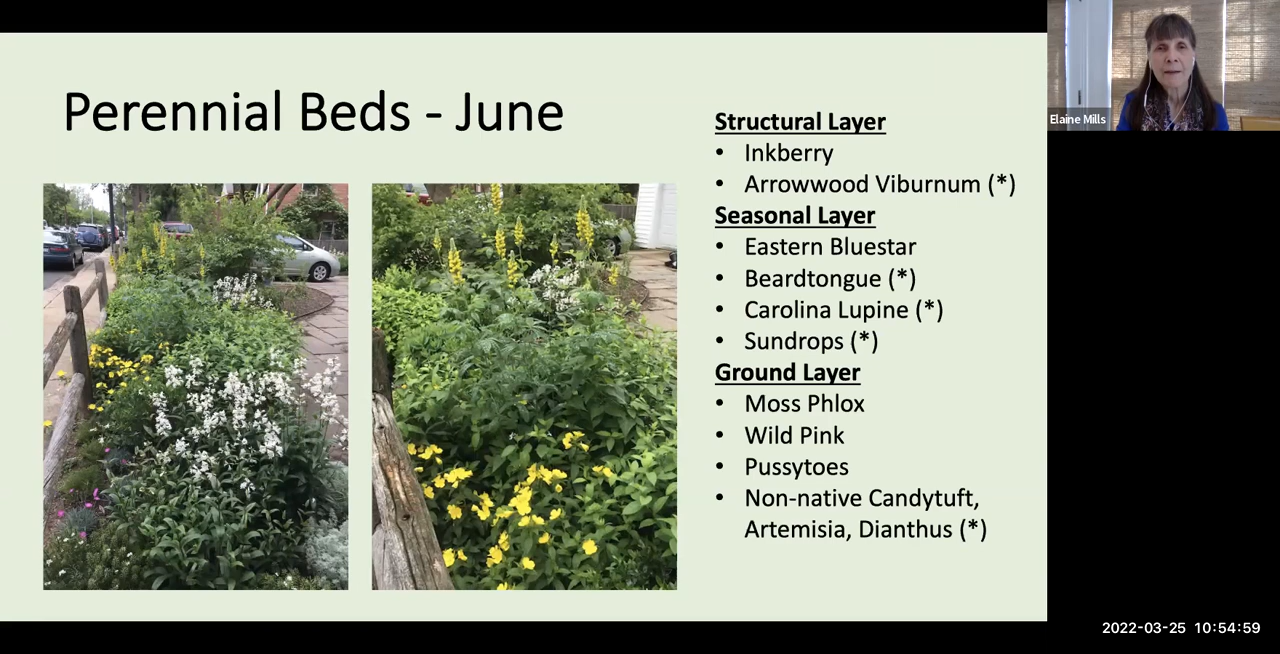 Perennial Beds - June
Structural Layer
• Inkberry
• Arrowwood Viburnum (*)
Seasonal Layer
• Eastern Bluestar
• Beardtongue (*)
• Carolina Lupine (*)
• Sundrops (*)
Ground Layer
• Moss Phlox
• Wild Pink
• Pussytoes
• Non-native Candytuft,
Artemisia, Dianthus (*)
Elaine Mills
2022-03-25 10:54:59